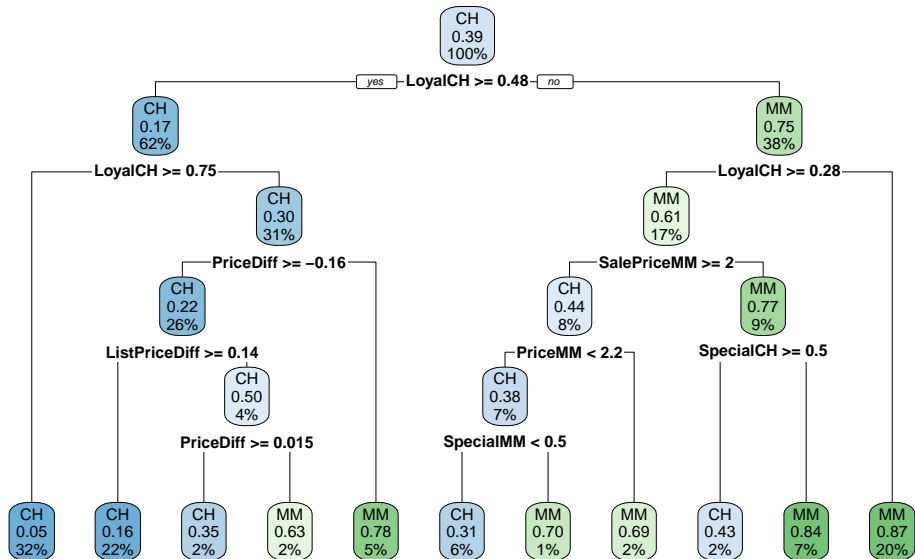 CH
0.39
100%
yes
LoyalCH >= 0.48
no
CH
0.17
62%
MM
0.75
38%
LoyalCH >= 0.75
LoyalCH >= 0.28
CH
0.30
31%
MM
0.61
17%
PriceDiff >= −0.16
SalePriceMM >= 2
CH
0.22
26%
CH
0.44
8%
MM
0.77
9%
ListPriceDiff >= 0.14
PriceMM < 2.2
SpecialCH >= 0.5
CH
0.50
4%
CH
0.38
7%
PriceDiff >= 0.015
SpecialMM < 0.5
CH
0.05
32%
CH
0.16
22%
CH
0.35
2%
MM
0.63
2%
MM
0.78
5%
CH
0.31
6%
MM
0.70
1%
MM
0.69
2%
CH
0.43
2%
MM
0.84
7%
MM
0.87
20%